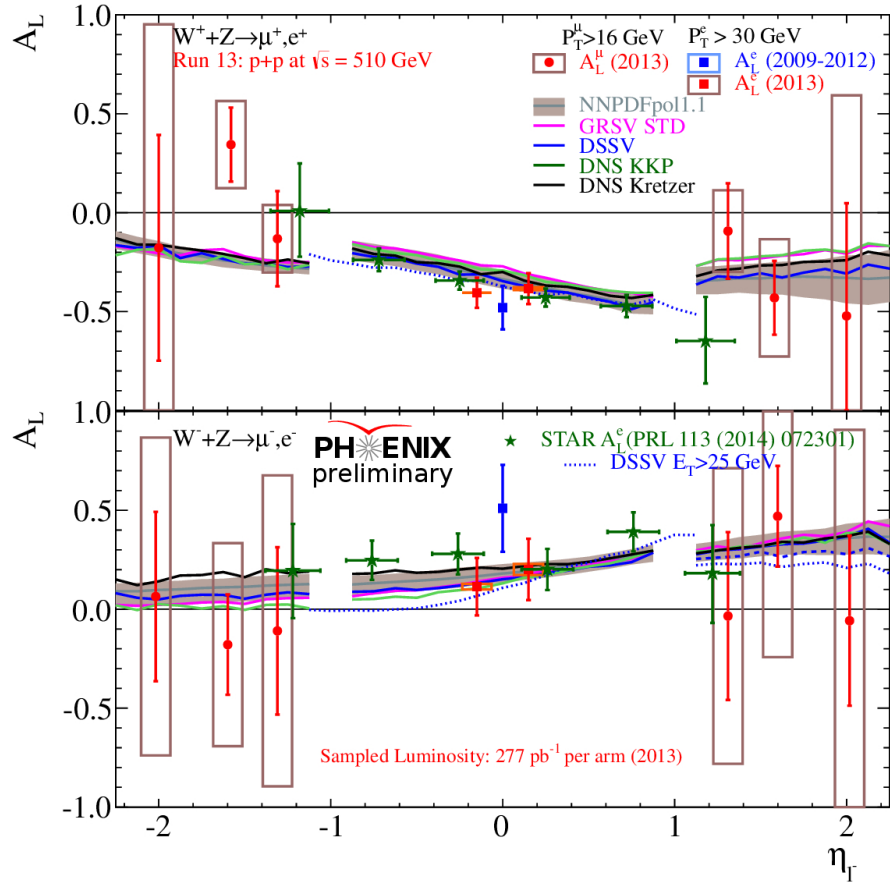 A_L
1.0
0.5
0.0
-0.5
W⁺+Z→μ⁺,e⁺
Run 13: p+p at √s = 510 GeV
P_T^μ>16 GeV P_T^e > 30 GeV
A_L^μ (2013) A_L^e (2009-2012)
A_L^e (2013)
NNPDFpol1.1
GRSV STD
DSSV
DNS KKP
DNS Kretzer
A_L
1.0
0.5
0.0
-0.5
-1.0
W⁻+Z→μ⁻,e⁻
PHENIX
preliminary
STAR A_L^e (PRL 113 (2014) 072301)
DSSV E_T>25 GeV
Sampled Luminosity: 277 pb⁻¹ per arm (2013)
-2 -1 0 1 2
η_l⁻